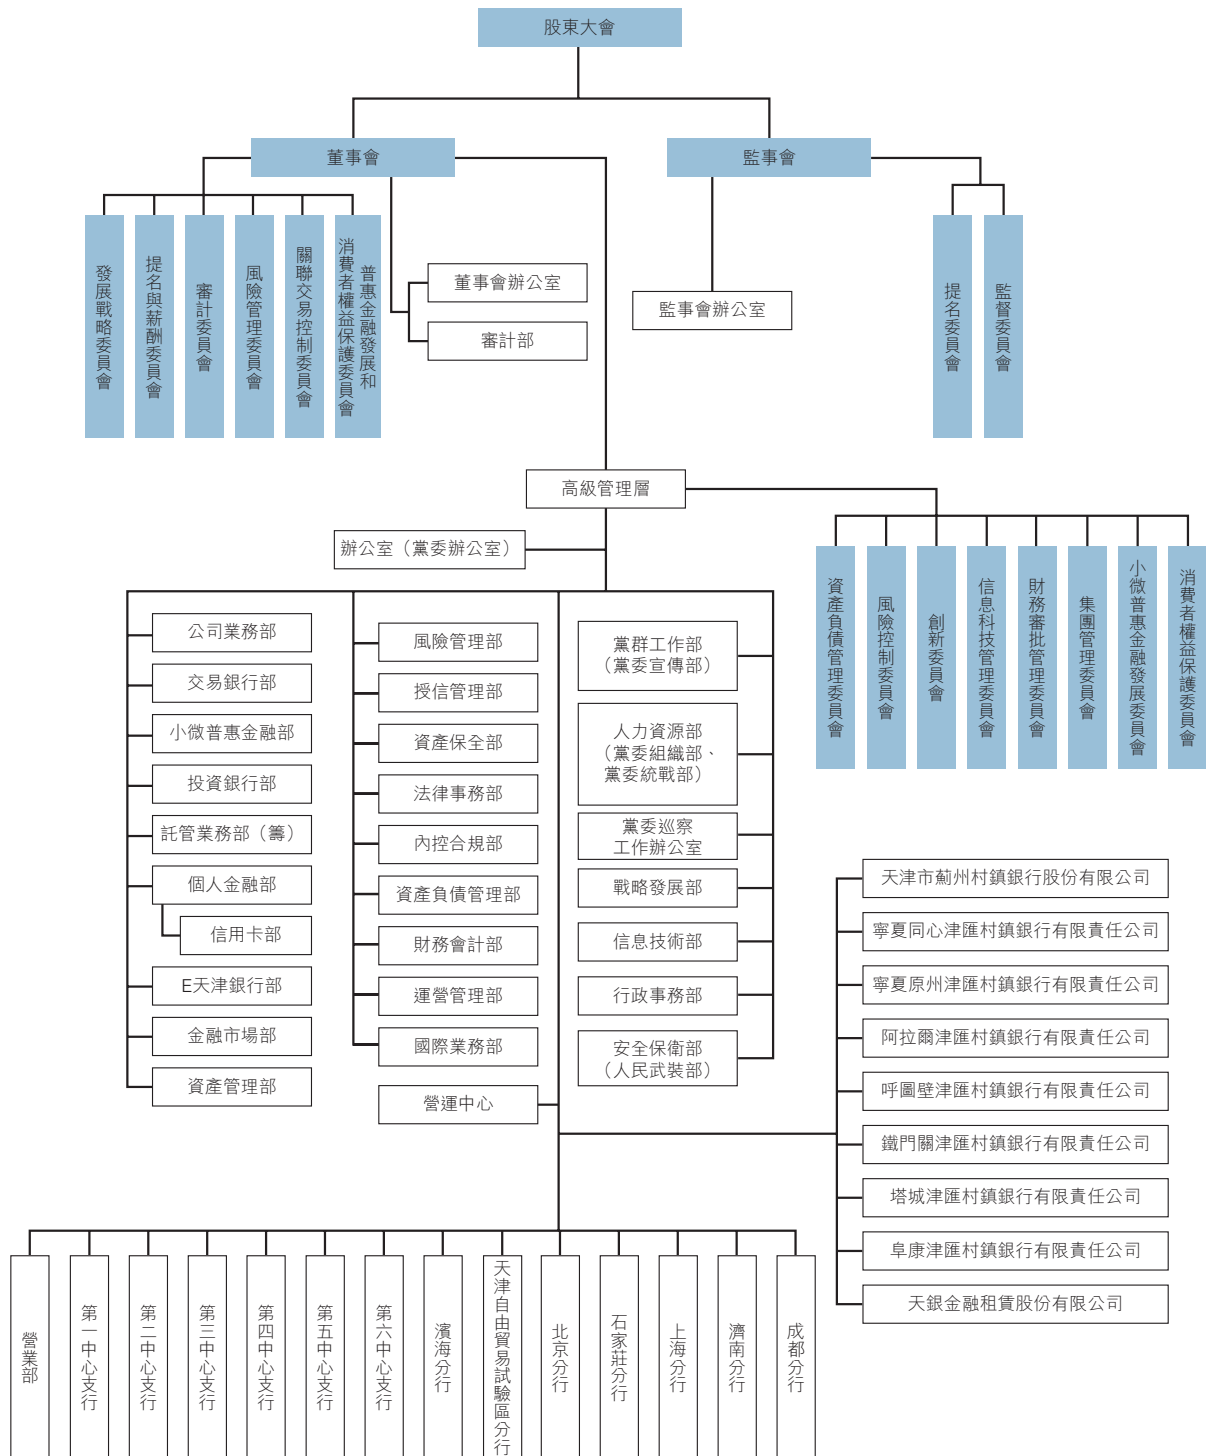 股東大會
董事會
監事會
發展戰略委員會
提名與薪酬委員會
審計委員會
風險管理委員會
關聯交易控制委員會
普惠金融發展和
消費者權益保護委員會
董事會辦公室
審計部
監事會辦公室
提名委員會
監督委員會
高級管理層
辦公室（黨委辦公室）
資產負債管理委員會
風險控制委員會
創新委員會
信息科技管理委員會
財務審批管理委員會
集團管理委員會
小微普惠金融發展委員會
消費者權益保護委員會
公司業務部
交易銀行部
小微普惠金融部
投資銀行部
託管業務部（籌）
個人金融部
信用卡部
E天津銀行部
金融市場部
資產管理部
風險管理部
授信管理部
資產保全部
法律事務部
內控合規部
資產負債管理部
財務會計部
運營管理部
國際業務部
營運中心
黨群工作部
（黨委宣傳部）
人力資源部
（黨委組織部、
黨委統戰部）
黨委巡察
工作辦公室
戰略發展部
信息技術部
行政事務部
安全保衛部
（人民武裝部）
天津市薊州村鎮銀行股份有限公司
寧夏同心津匯村鎮銀行有限責任公司
寧夏原州津匯村鎮銀行有限責任公司
阿拉爾津匯村鎮銀行有限責任公司
呼圖壁津匯村鎮銀行有限責任公司
鐵門關津匯村鎮銀行有限責任公司
塔城津匯村鎮銀行有限責任公司
阜康津匯村鎮銀行有限責任公司
天銀金融租賃股份有限公司
營業部
第一中心支行
第二中心支行
第三中心支行
第四中心支行
第五中心支行
第六中心支行
濱海分行
天津自由貿易試驗區分行
北京分行
石家莊分行
上海分行
濟南分行
成都分行